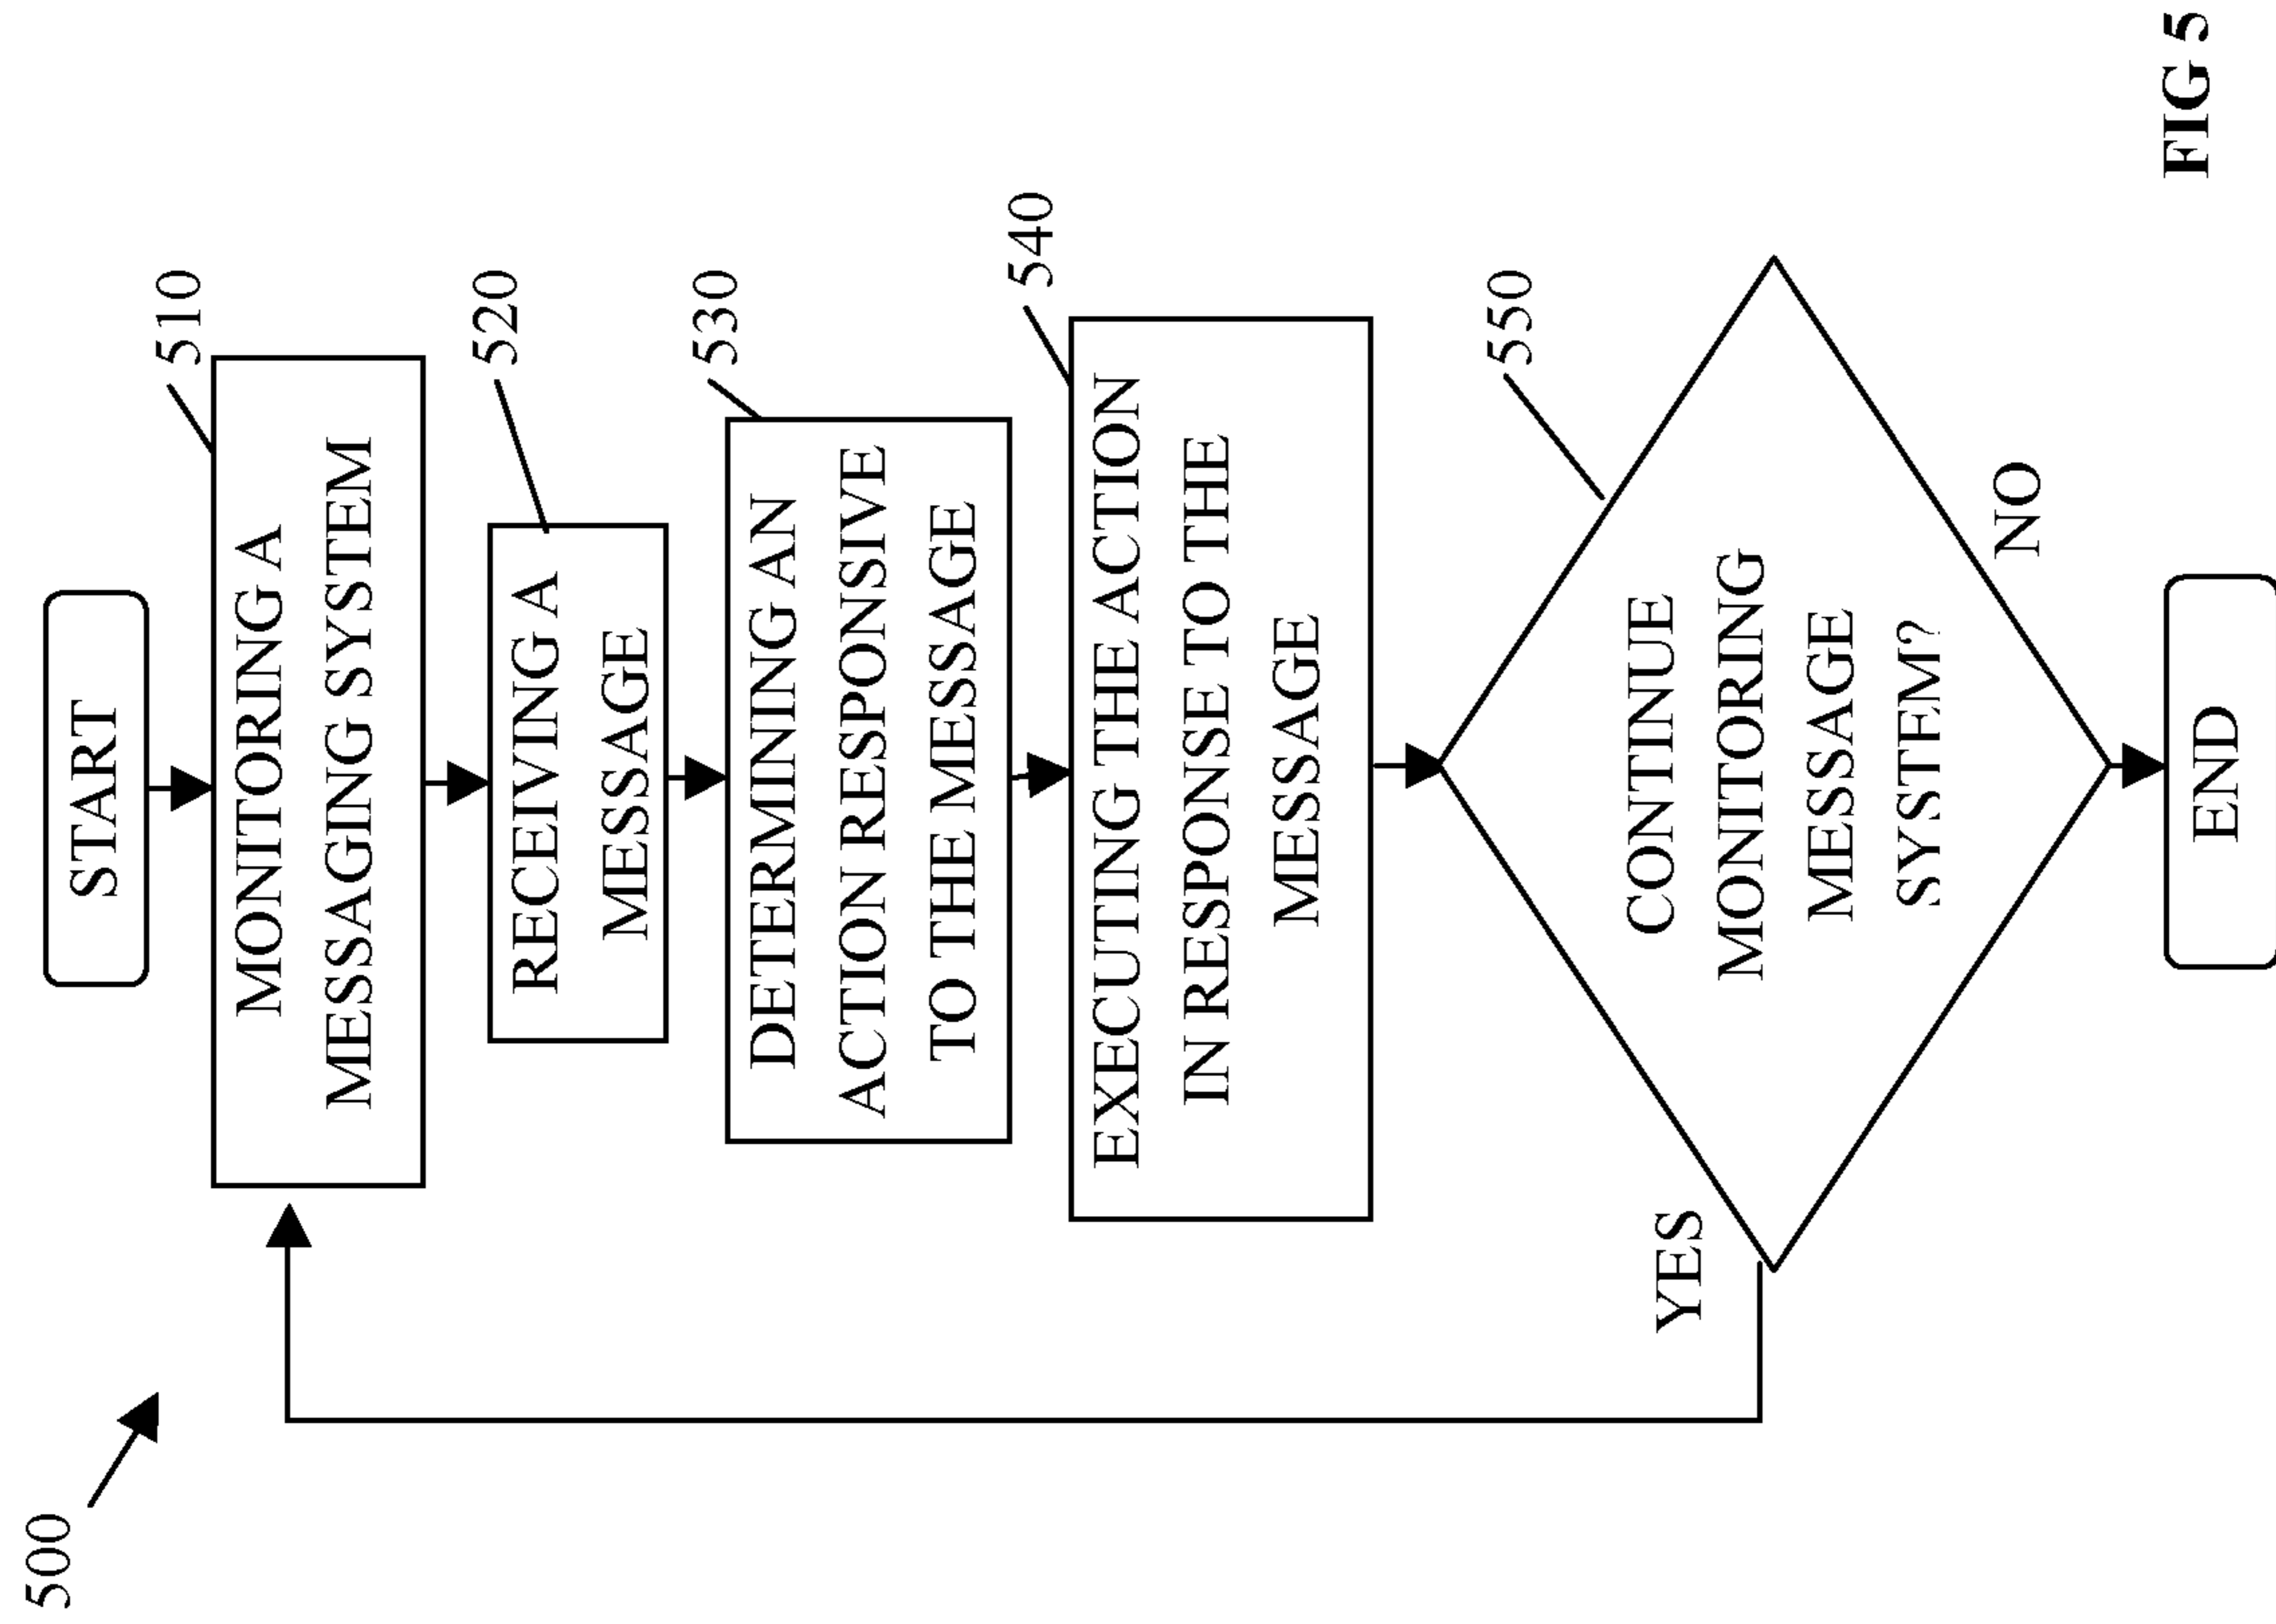 500
START
510
MONITORING A
MESSAGING SYSTEM
520
RECEIVING A
MESSAGE
530
DETERMINING AN
ACTION RESPONSIVE
TO THE MESSAGE
540
EXECUTING THE ACTION
IN RESPONSE TO THE
MESSAGE
550
CONTINUE
MONITORING
MESSAGE
SYSTEM?
YES
NO
END
FIG 5